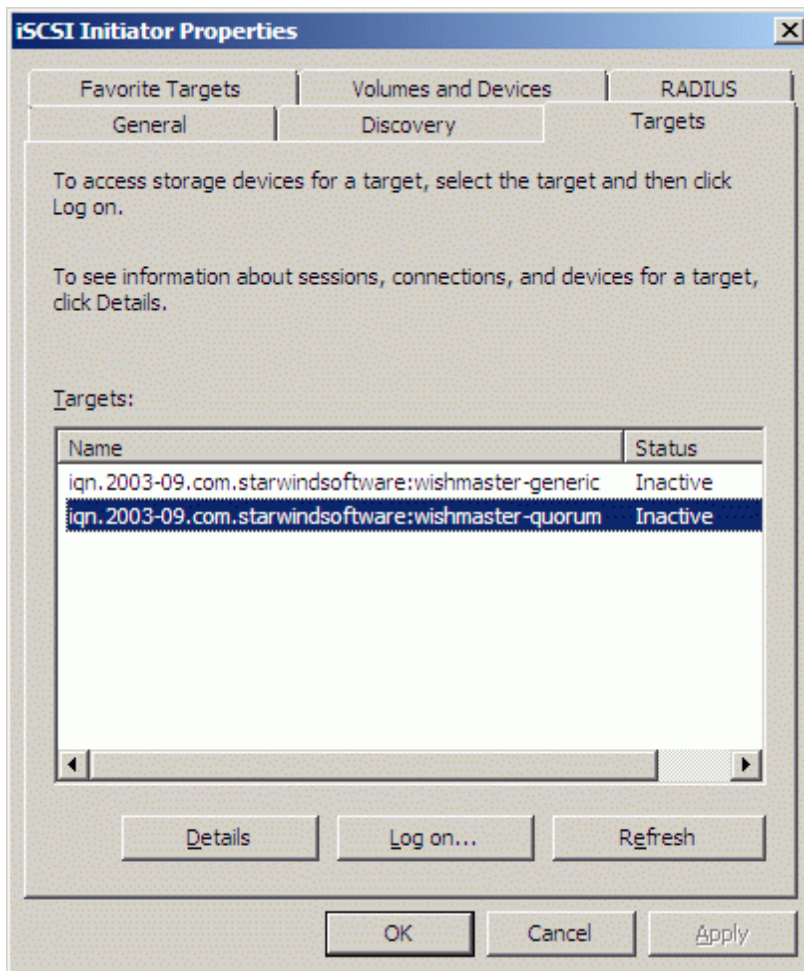 iSCSI Initiator Properties
Favorite Targets
Volumes and Devices
RADIUS
General
Discovery
Targets
To access storage devices for a target, select the target and then click
Log on.
To see information about sessions, connections, and devices for a target,
click Details.
Targets:
Name Status
iqn.2003-09.com.starwindsoftware:wishmaster-generic Inactive
iqn.2003-09.com.starwindsoftware:wishmaster-quorum Inactive
Details
Log on...
Refresh
OK
Cancel
Apply